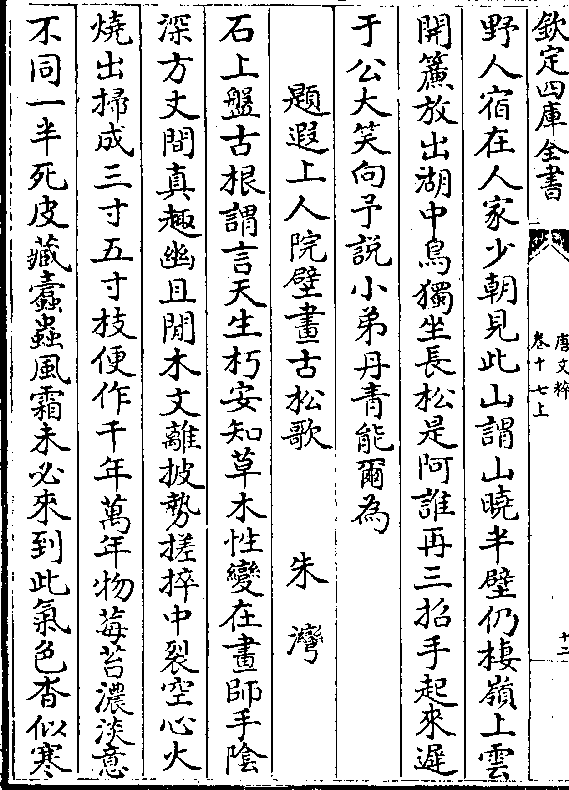 欽定四庫全書
唐文粹
卷十七上
十二
野人宿在人家少朝見此山謂山曉半壁仍棲嶺上雲
開簾放出湖中鳥獨坐長松是阿誰再三招手起來遲
于公大笑向予説小弟丹青能爾為
題遐上人院壁畫古松歌　朱灣
石上盤古根謂言天生朽安知草木性變在畫師手陰
深方丈間真趣幽且閒木文離披勢搓捽中裂空心火
燒出掃成三寸五寸枝便作千年萬年物莓苔濃淡意
不同一半死皮藏蠧蟲風霜未必來到此氣色杳似寒